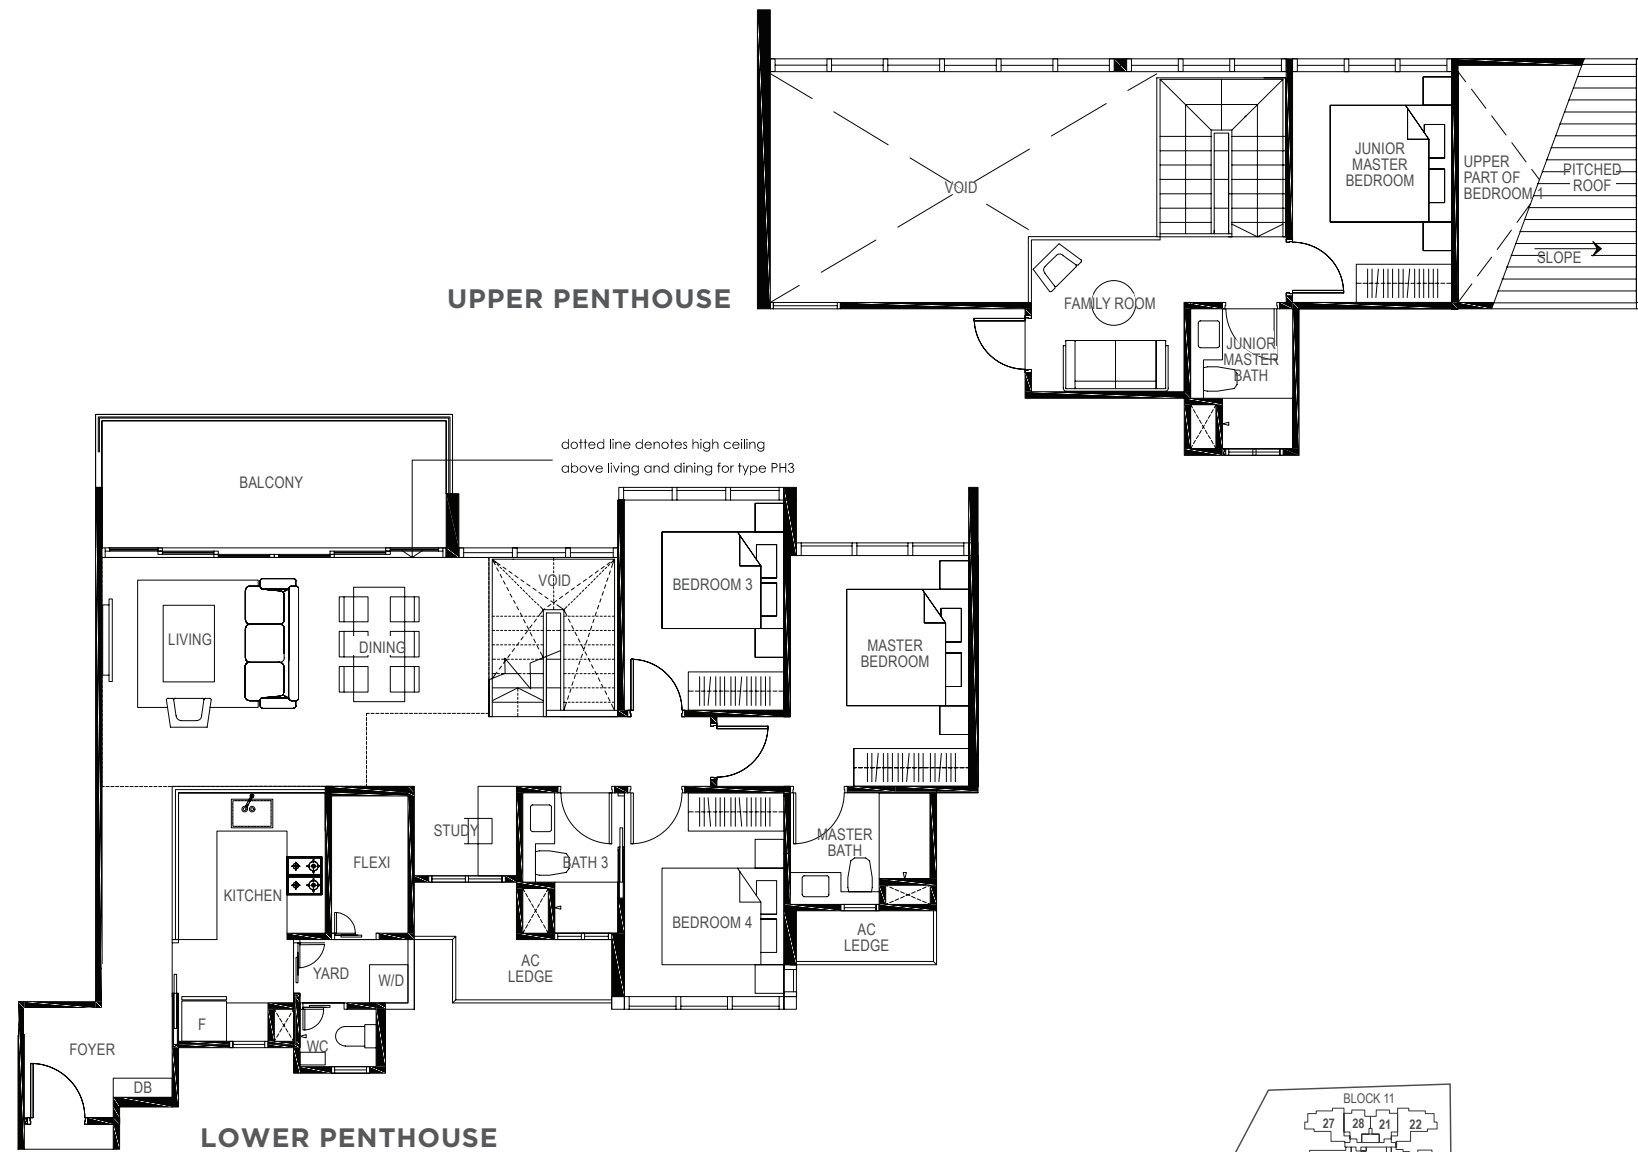 JUNIOR
MASTER
BEDROOM
UPPER
PART OF
BEDROOM 1
PITCHED
ROOF
VOID
SLOPE
UPPER PENTHOUSE
FAMILY ROOM
JUNIOR
MASTER
BATH
dotted line denotes high ceiling
above living and dining for type PH3
BALCONY
VOID
BEDROOM 3
LIVING
DINING
MASTER
BEDROOM
STUDY
FLEXI
BATH 3
MASTER
BATH
KITCHEN
BEDROOM 4
AC
LEDGE
AC
LEDGE
YARD
W/D
F
WC
FOYER
DB
LOWER PENTHOUSE
BLOCK 11
27 28 21 22